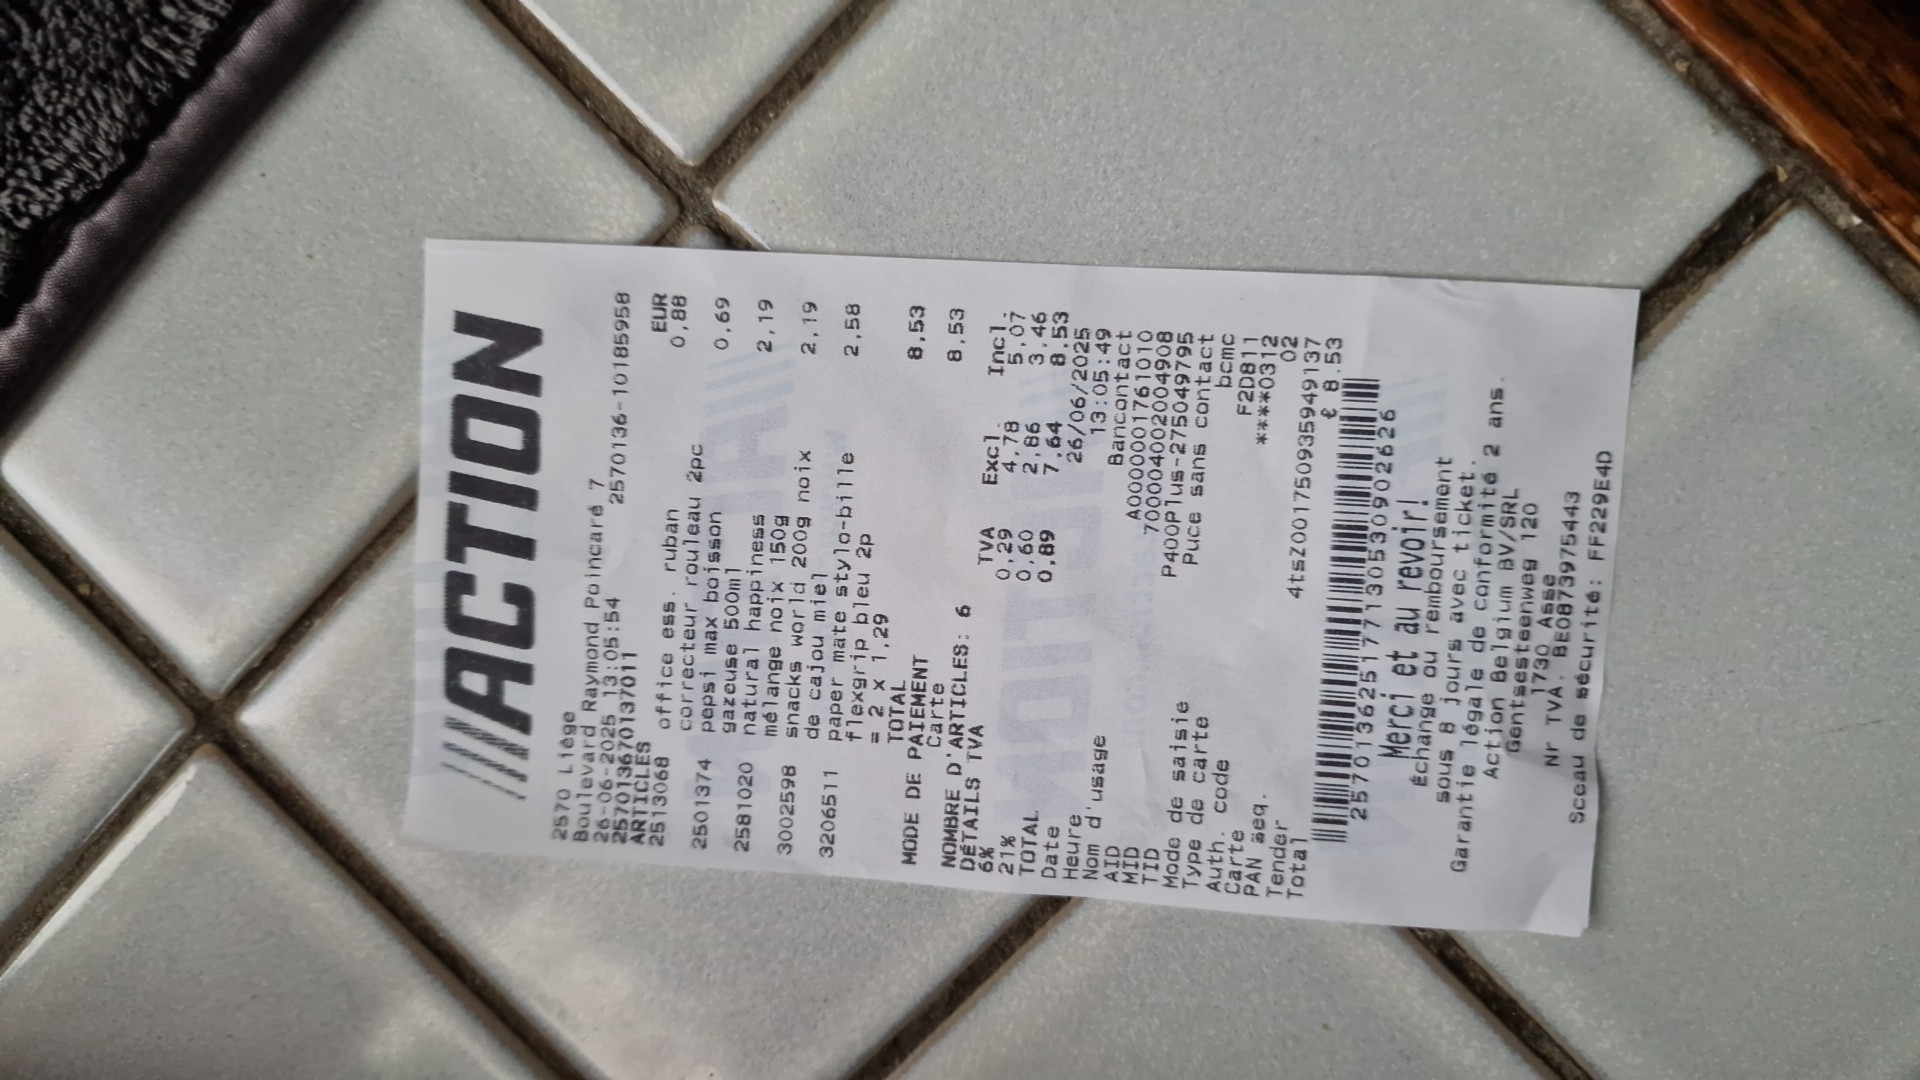 ///ACTION
2570 Liège
Boulevard Raymond Poincaré 7
26-06-2025 13:05:54 2570136-10185958
257013670137011
ARTICLES EUR
2513068 office ess. ruban 0,88
correcteur rouleau 2pc
2501374 pepsi max boisson 0,69
gazeuse 500ml
2581020 natural happiness 2,19
mélange noix 150g
3002598 snacks world 200g noix 2,19
de cajou miel
3206511 paper mate stylo-bille 2,58
flexgrip bleu 2p
= 2 x 1,29
TOTAL 8,53
MODE DE PAIEMENT
Carte 8,53
NOMBRE D'ARTICLES: 6
DÉTAILS TVA TVA Excl. Incl.
6% 0,29 4,78 5,07
21% 0,60 2,86 3,46
TOTAL 0,89 7,64 8,53
Date 26/06/2025
Heure 13:05:49
Nom d'usage Bancontact
AID A0000001761010
MID 700004002004908
TID P400Plus-275049795
Mode de saisie Puce sans contact
Type de carte bcmc
Auth. code F2D811
Carte ****0312
PAN seq. 02
Tender 4tsZ001750935949137
Total € 8.53
257013625177130530902626
Merci et au revoir!
Échange ou remboursement
sous 8 jours avec ticket.
Garantie légale de conformité 2 ans.
Action Belgium BV/SRL
Gentsesteenweg 120
1730 Asse
Nr TVA. BE0873975443
Sceau de sécurité: FF229E4D